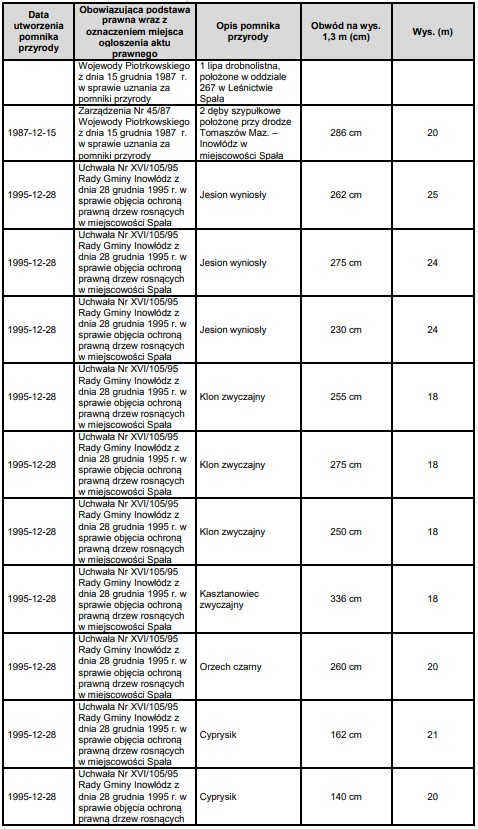 Data utworzenia pomnika przyrody | Obowiązująca podstawa prawna wraz z oznaczeniem miejsca ogłoszenia aktu prawnego | Opis pomnika przyrody | Obwód na wys. 1,3 m (cm) | Wys. (m)
Wojewody Piotrkowskiego z dnia 15 grudnia 1987 r. w sprawie uznania za pomniki przyrody | 1 lipa drobnolistna, położone w oddziale 267 w Leśnictwie Spała
1987-12-15 | Zarządzenia Nr 45/87 Wojewody Piotrkowskiego z dnia 15 grudnia 1987 r. w sprawie uznania za pomniki przyrody | 2 dęby szypułkowe położone przy drodze Tomaszów Maz. – Inowłódz w miejscowości Spała | 286 cm | 20
1995-12-28 | Uchwała Nr XVI/105/95 Rady Gminy Inowłódz z dnia 28 grudnia 1995 r. w sprawie objęcia ochroną prawną drzew rosnących w miejscowości Spała | Jesion wyniosły | 262 cm | 25
1995-12-28 | Uchwała Nr XVI/105/95 Rady Gminy Inowłódz z dnia 28 grudnia 1995 r. w sprawie objęcia ochroną prawną drzew rosnących w miejscowości Spała | Jesion wyniosły | 275 cm | 24
1995-12-28 | Uchwała Nr XVI/105/95 Rady Gminy Inowłódz z dnia 28 grudnia 1995 r. w sprawie objęcia ochroną prawną drzew rosnących w miejscowości Spała | Jesion wyniosły | 230 cm | 24
1995-12-28 | Uchwała Nr XVI/105/95 Rady Gminy Inowłódz z dnia 28 grudnia 1995 r. w sprawie objęcia ochroną prawną drzew rosnących w miejscowości Spała | Klon zwyczajny | 255 cm | 18
1995-12-28 | Uchwała Nr XVI/105/95 Rady Gminy Inowłódz z dnia 28 grudnia 1995 r. w sprawie objęcia ochroną prawną drzew rosnących w miejscowości Spała | Klon zwyczajny | 275 cm | 18
1995-12-28 | Uchwała Nr XVI/105/95 Rady Gminy Inowłódz z dnia 28 grudnia 1995 r. w sprawie objęcia ochroną prawną drzew rosnących w miejscowości Spała | Klon zwyczajny | 250 cm | 18
1995-12-28 | Uchwała Nr XVI/105/95 Rady Gminy Inowłódz z dnia 28 grudnia 1995 r. w sprawie objęcia ochroną prawną drzew rosnących w miejscowości Spała | Kasztanowiec zwyczajny | 336 cm | 18
1995-12-28 | Uchwała Nr XVI/105/95 Rady Gminy Inowłódz z dnia 28 grudnia 1995 r. w sprawie objęcia ochroną prawną drzew rosnących w miejscowości Spała | Orzech czarny | 260 cm | 20
1995-12-28 | Uchwała Nr XVI/105/95 Rady Gminy Inowłódz z dnia 28 grudnia 1995 r. w sprawie objęcia ochroną prawną drzew rosnących w miejscowości Spała | Cyprysik | 162 cm | 21
1995-12-28 | Uchwała Nr XVI/105/95 Rady Gminy Inowłódz z dnia 28 grudnia 1995 r. w sprawie objęcia ochroną prawną drzew rosnących | Cyprysik | 140 cm | 20